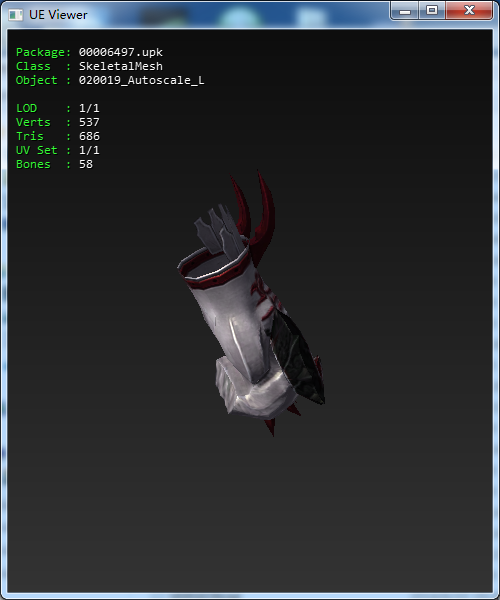 UE Viewer
Package: 00006497.upk
Class : SkeletalMesh
Object : 020019_Autoscale_L
LOD : 1/1
Verts : 537
Tris : 686
UV Set : 1/1
Bones : 58